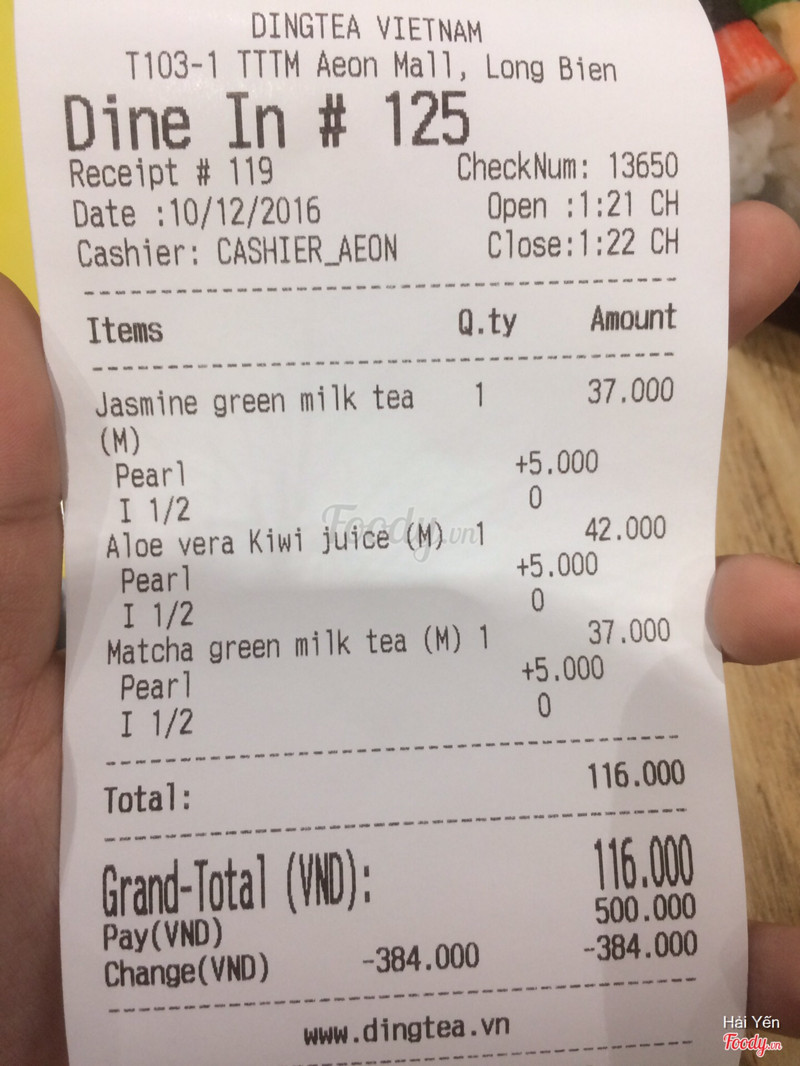 DINGTEA VIETNAM
T103-1 TTTM Aeon Mall, Long Bien
Dine In # 125
Receipt # 119 CheckNum: 13650
Date :10/12/2016 Open :1:21 CH
Cashier: CASHIER_AEON Close:1:22 CH
Items Q.ty Amount
Jasmine green milk tea 1 37.000
(M)
Pearl +5.000
I 1/2 0
Aloe vera Kiwi juice (M) 1 42.000
Pearl +5.000
I 1/2 0
Matcha green milk tea (M) 1 37.000
Pearl +5.000
I 1/2 0
Total: 116.000
Grand-Total (VND): 116.000
Pay(VND) 500.000
Change(VND) -384.000 -384.000
www.dingtea.vn
Foody.vn
Hải Yến
Foody.vn